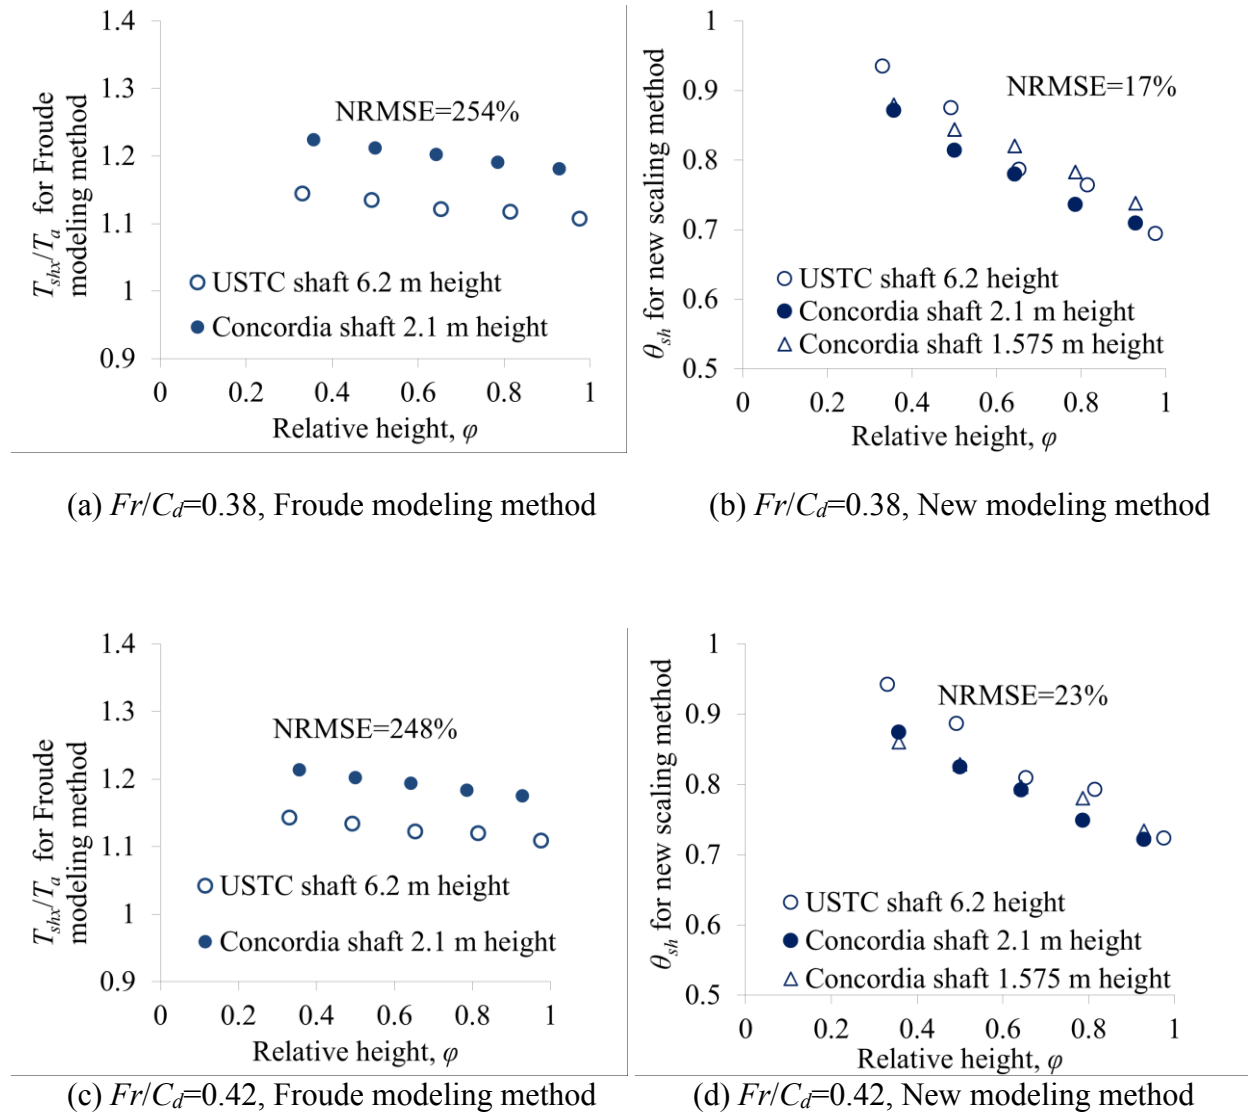 1.4
1.3
1.2
1.1
1
0.9
T_shx/T_a for Froude
modeling method
NRMSE=254%
USTC shaft 6.2 m height
Concordia shaft 2.1 m height
0 0.2 0.4 0.6 0.8 1
Relative height, φ
1
0.9
0.8
0.7
0.6
0.5
θ_sh for new scaling method
NRMSE=17%
USTC shaft 6.2 height
Concordia shaft 2.1 m height
Concordia shaft 1.575 m height
0 0.2 0.4 0.6 0.8 1
Relative height, φ
(a) Fr/C_d=0.38, Froude modeling method
(b) Fr/C_d=0.38, New modeling method
1.4
1.3
1.2
1.1
1
0.9
T_shx/T_a for Froude
modeling method
NRMSE=248%
USTC shaft 6.2 m height
Concordia shaft 2.1 m height
0 0.2 0.4 0.6 0.8 1
Relative height, φ
1
0.9
0.8
0.7
0.6
0.5
θ_sh for new scaling method
NRMSE=23%
USTC shaft 6.2 height
Concordia shaft 2.1 m height
Concordia shaft 1.575 m height
0 0.2 0.4 0.6 0.8 1
Relative height, φ
(c) Fr/C_d=0.42, Froude modeling method
(d) Fr/C_d=0.42, New modeling method